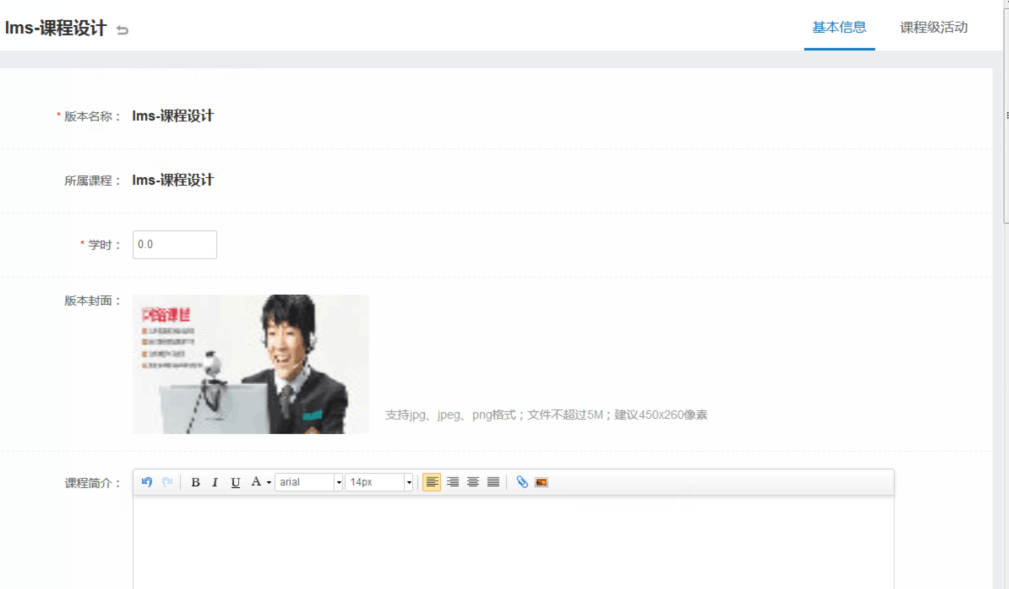 lms-课程设计
基本信息 课程级活动
* 版本名称： lms-课程设计
所属课程： lms-课程设计
* 学时： 0.0
版本封面：
网络课程
支持jpg、jpeg、png格式；文件不超过5M；建议450x260像素
课程简介：
B I U A arial 14px